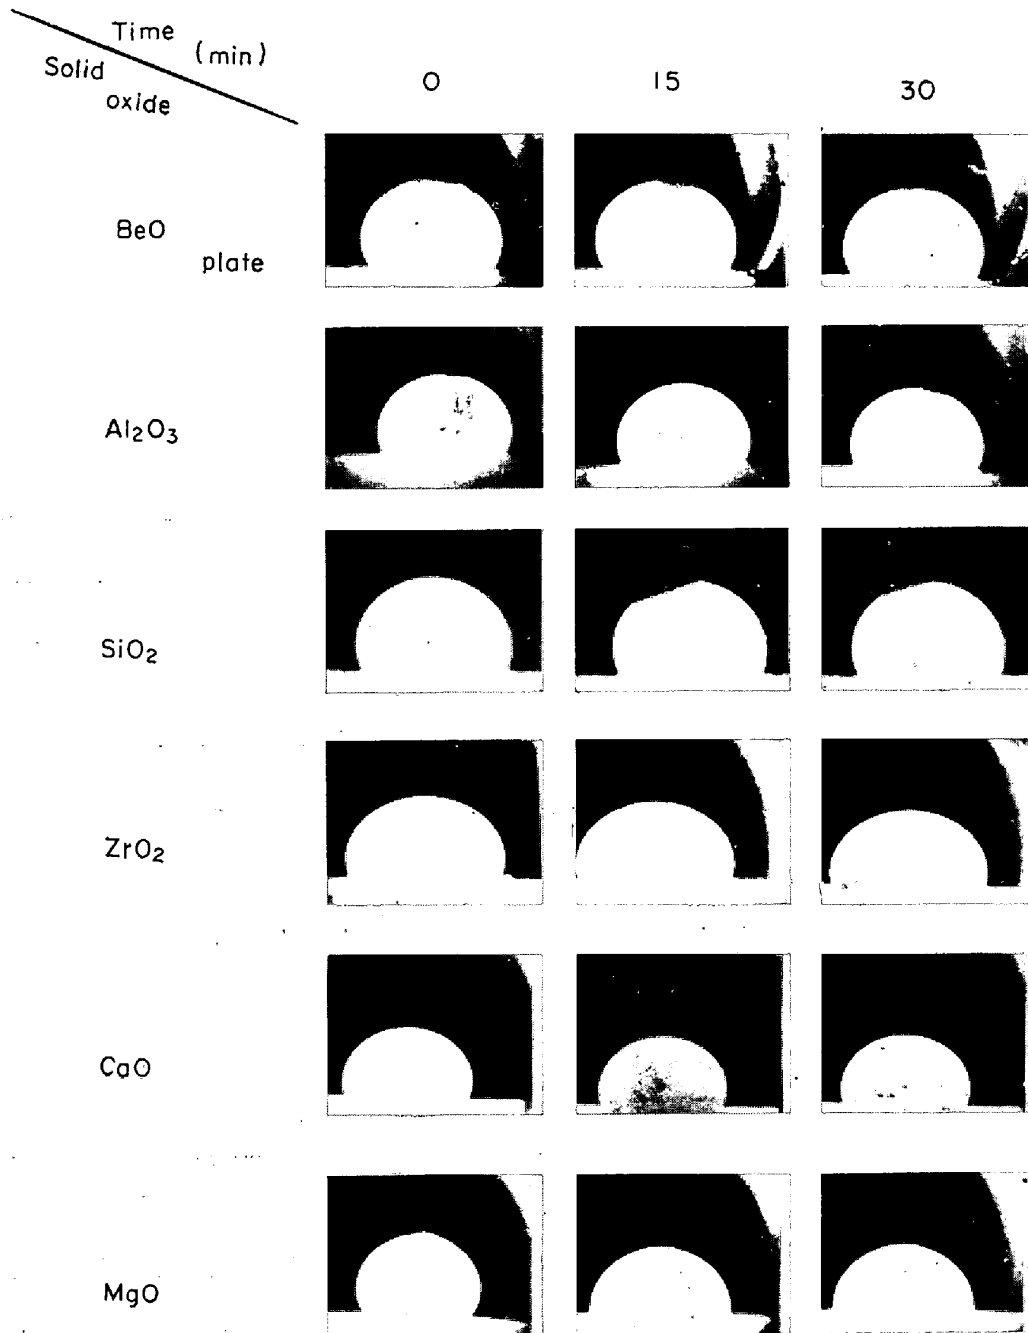 Time (min)
Solid oxide
0 15 30
BeO
plate
Al₂O₃
SiO₂
ZrO₂
CaO
MgO